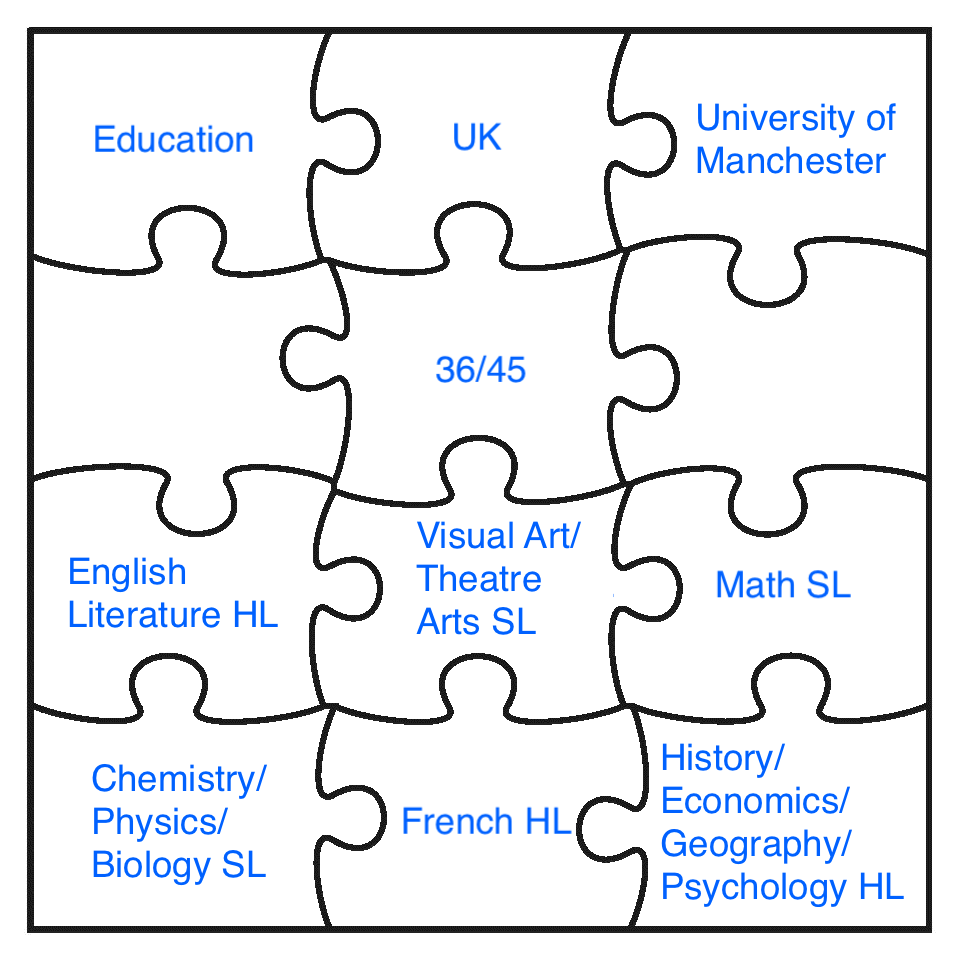 Education
UK
University of
Manchester
36/45
English
Literature HL
Visual Art/
Theatre
Arts SL
Math SL
Chemistry/
Physics/
Biology SL
French HL
History/
Economics/
Geography/
Psychology HL